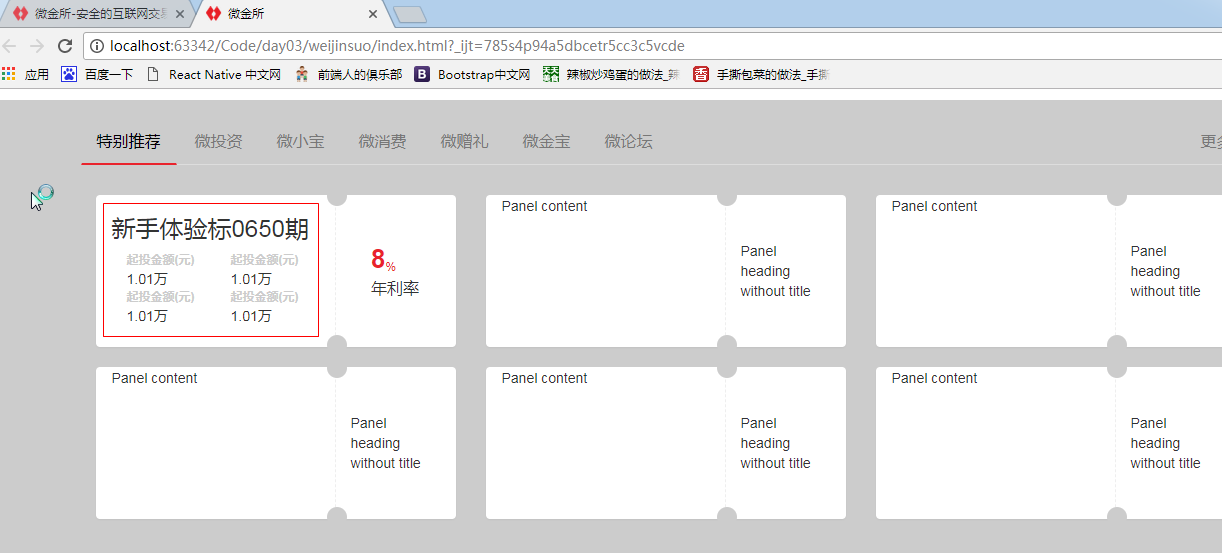 微金所-安全的互联网交易
微金所
localhost:63342/Code/day03/weijinsuo/index.html?_ijt=785s4p94a5dbcetr5cc3c5vcde
应用 百度一下 React Native 中文网 前端人的俱乐部 Bootstrap中文网 辣椒炒鸡蛋的做法_辣 手撕包菜的做法_手撕
特别推荐 微投资 微小宝 微消费 微赠礼 微金宝 微论坛 更多
新手体验标0650期
起投金额(元) 起投金额(元)
1.01万 1.01万
起投金额(元) 起投金额(元)
1.01万 1.01万
8%
年利率
Panel content
Panel
heading
without title
Panel content
Panel
heading
without title
Panel content
Panel
heading
without title
Panel content
Panel
heading
without title
Panel content
Panel
heading
without title